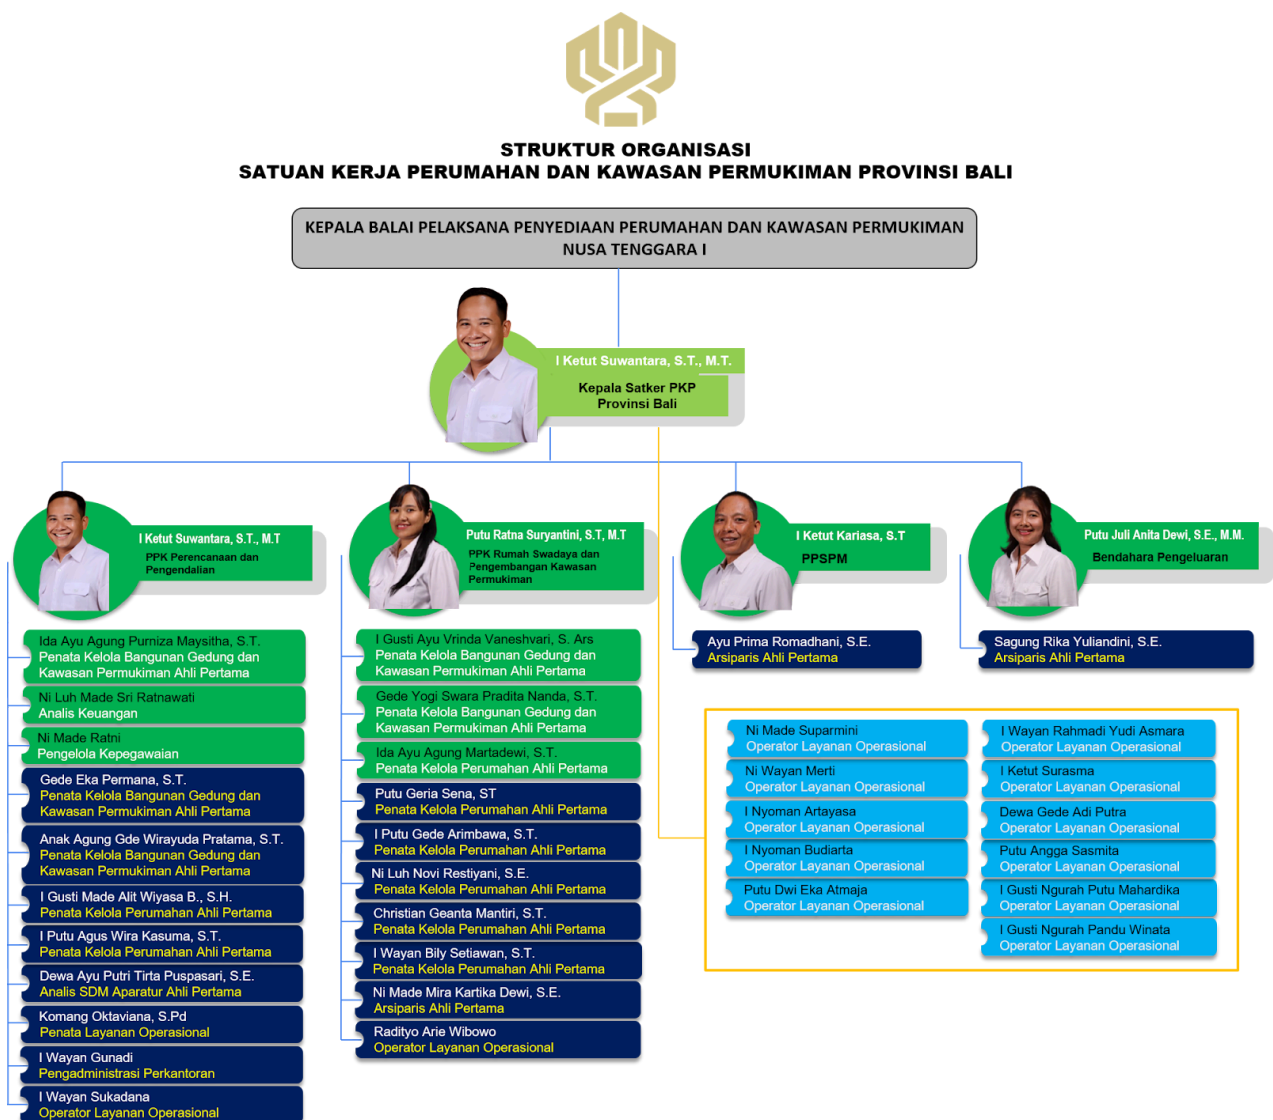 STRUKTUR ORGANISASI
SATUAN KERJA PERUMAHAN DAN KAWASAN PERMUKIMAN PROVINSI BALI
KEPALA BALAI PELAKSANA PENYEDIAAN PERUMAHAN DAN KAWASAN PERMUKIMAN
NUSA TENGGARA I
I Ketut Suwantara, S.T., M.T.
Kepala Satker PKP
Provinsi Bali
I Ketut Suwantara, S.T., M.T
PPK Perencanaan dan
Pengendalian
Ida Ayu Agung Purniza Maysitha, S.T.
Penata Kelola Bangunan Gedung dan
Kawasan Permukiman Ahli Pertama
Ni Luh Made Sri Ratnawati
Analis Keuangan
Ni Made Ratni
Pengelola Kepegawaian
Gede Eka Permana, S.T.
Penata Kelola Bangunan Gedung dan
Kawasan Permukiman Ahli Pertama
Anak Agung Gde Wirayuda Pratama, S.T.
Penata Kelola Bangunan Gedung dan
Kawasan Permukiman Ahli Pertama
I Gusti Made Alit Wiyasa B., S.H.
Penata Kelola Perumahan Ahli Pertama
I Putu Agus Wira Kasuma, S.T.
Penata Kelola Perumahan Ahli Pertama
Dewa Ayu Putri Tirta Puspasari, S.E.
Analis SDM Aparatur Ahli Pertama
Komang Oktaviana, S.Pd
Penata Layanan Operasional
I Wayan Gunadi
Pengadministrasi Perkantoran
I Wayan Sukadana
Operator Layanan Operasional
Putu Ratna Suryantini, S.T, M.T
PPK Rumah Swadaya dan
Pengembangan Kawasan
Permukiman
I Gusti Ayu Vrinda Vaneshvari, S. Ars
Penata Kelola Bangunan Gedung dan
Kawasan Permukiman Ahli Pertama
Gede Yogi Swara Pradita Nanda, S.T.
Penata Kelola Bangunan Gedung dan
Kawasan Permukiman Ahli Pertama
Ida Ayu Agung Martadewi, S.T.
Penata Kelola Perumahan Ahli Pertama
Putu Geria Sena, ST
Penata Kelola Perumahan Ahli Pertama
I Putu Gede Arimbawa, S.T.
Penata Kelola Perumahan Ahli Pertama
Ni Luh Novi Restiyani, S.E.
Penata Kelola Perumahan Ahli Pertama
Christian Geanta Mantiri, S.T.
Penata Kelola Perumahan Ahli Pertama
I Wayan Bily Setiawan, S.T.
Penata Kelola Perumahan Ahli Pertama
Ni Made Mira Kartika Dewi, S.E.
Arsiparis Ahli Pertama
Radityo Arie Wibowo
Operator Layanan Operasional
I Ketut Kariasa, S.T
PPSPM
Ayu Prima Romadhani, S.E.
Arsiparis Ahli Pertama
Putu Juli Anita Dewi, S.E., M.M.
Bendahara Pengeluaran
Sagung Rika Yuliandini, S.E.
Arsiparis Ahli Pertama
Ni Made Suparmini
Operator Layanan Operasional
Ni Wayan Merti
Operator Layanan Operasional
I Nyoman Artayasa
Operator Layanan Operasional
I Nyoman Budiarta
Operator Layanan Operasional
Putu Dwi Eka Atmaja
Operator Layanan Operasional
I Wayan Rahmadi Yudi Asmara
Operator Layanan Operasional
I Ketut Surasma
Operator Layanan Operasional
Dewa Gede Adi Putra
Operator Layanan Operasional
Putu Angga Sasmita
Operator Layanan Operasional
I Gusti Ngurah Putu Mahardika
Operator Layanan Operasional
I Gusti Ngurah Pandu Winata
Operator Layanan Operasional